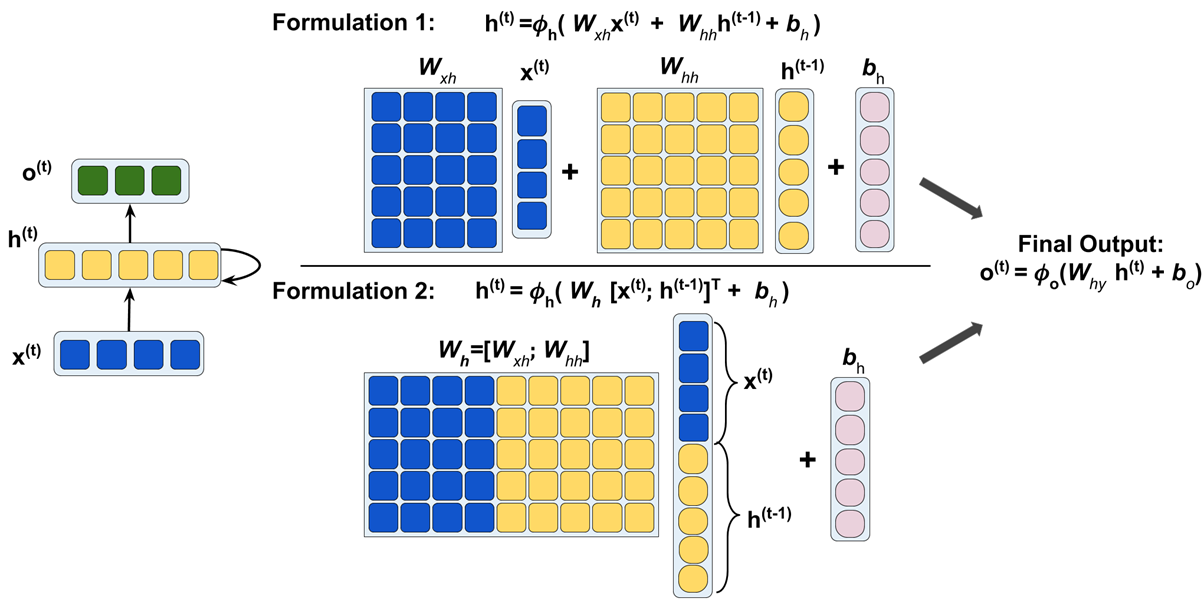 Formulation 1: h^(t) =ϕ_h( W_xh x^(t) + W_hh h^(t-1) + b_h )
W_xh x^(t) W_hh h^(t-1) b_h
+ +
o^(t)
h^(t)
x^(t)
Formulation 2: h^(t) = ϕ_h( W_h [x^(t); h^(t-1)]^T + b_h )
W_h=[W_xh; W_hh]
x^(t)
h^(t-1)
+
b_h
Final Output:
o^(t) = ϕ_o(W_hy h^(t) + b_o)